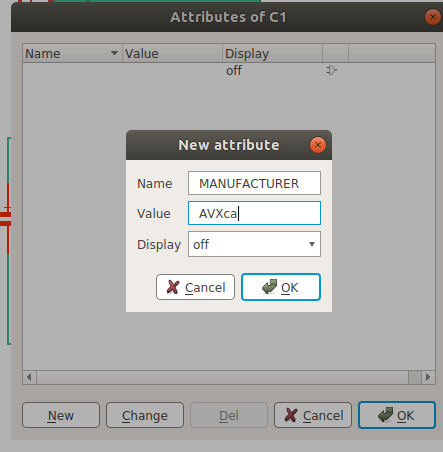 Attributes of C1
Name Value Display
off
New attribute
Name MANUFACTURER
Value AVXca
Display off
Cancel OK
New Change Del Cancel OK